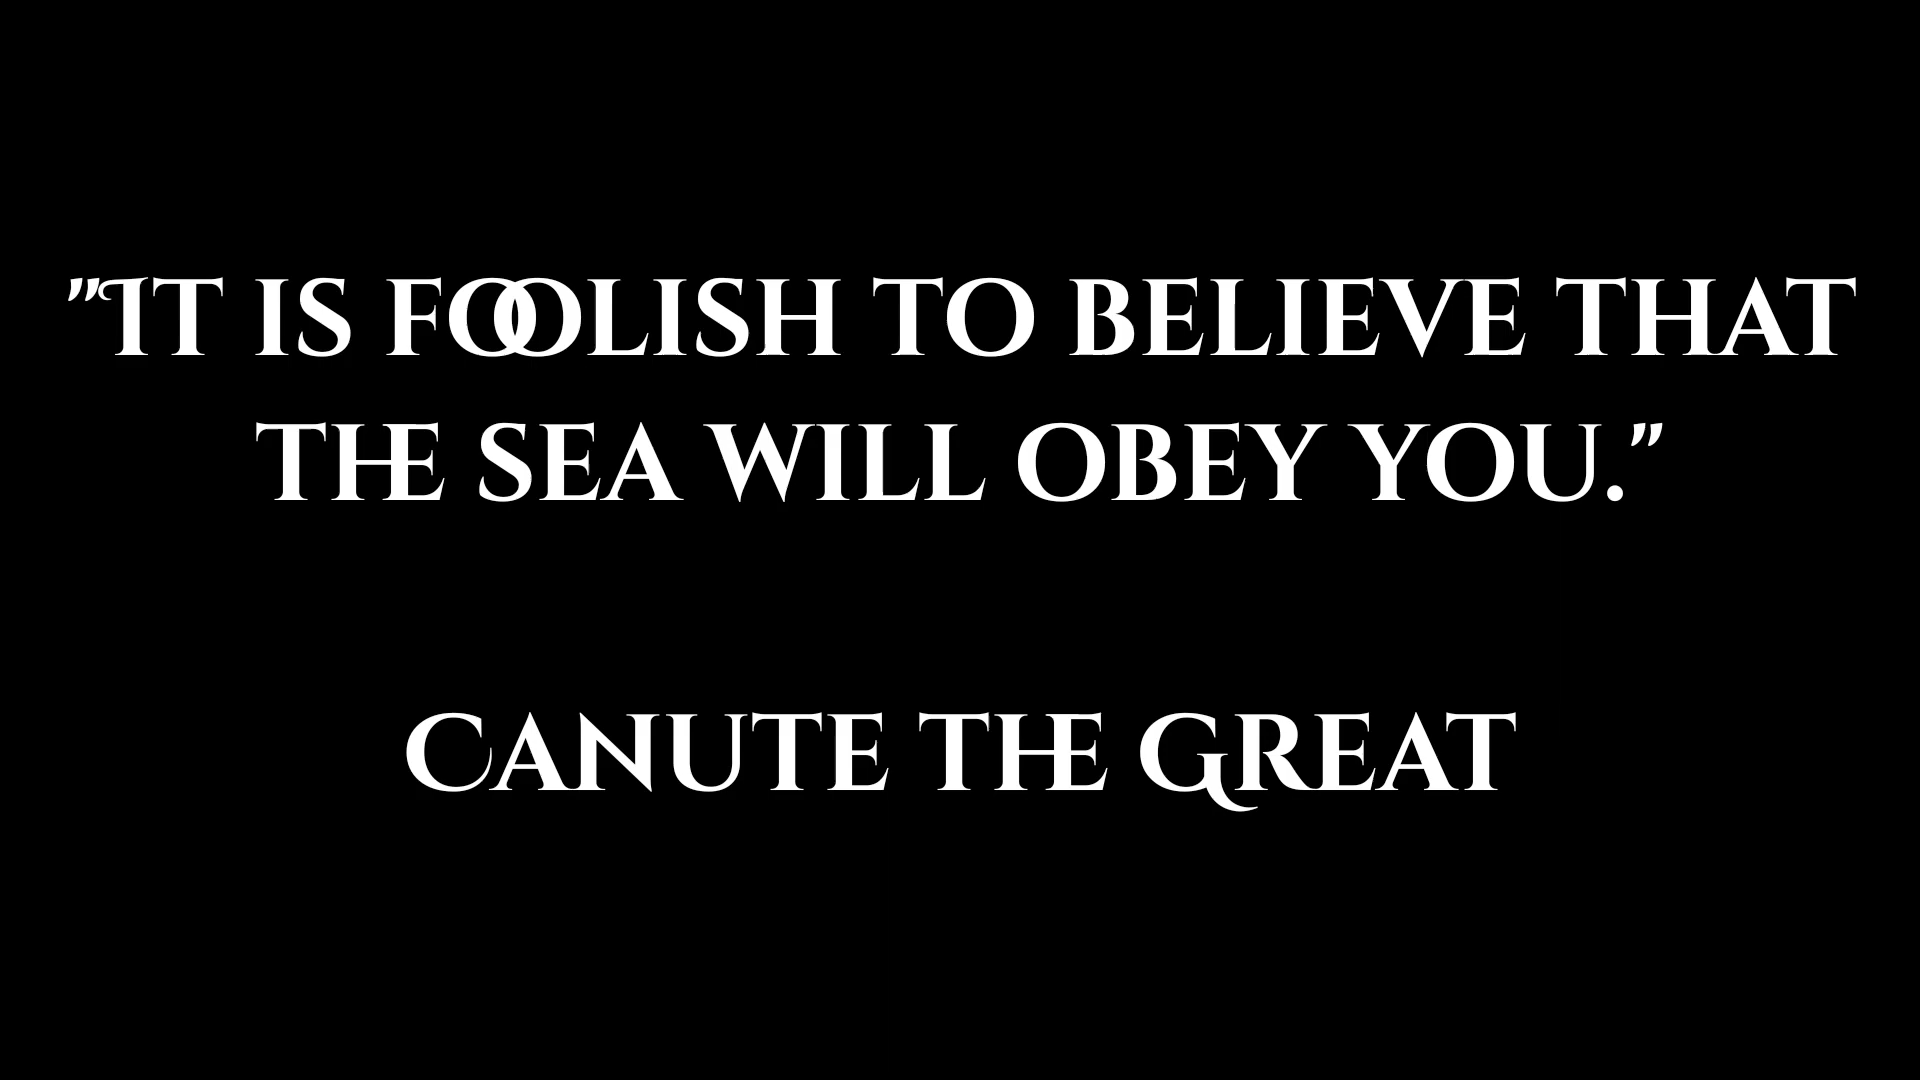 "It is foolish to believe that
the sea will obey you."
Canute the Great